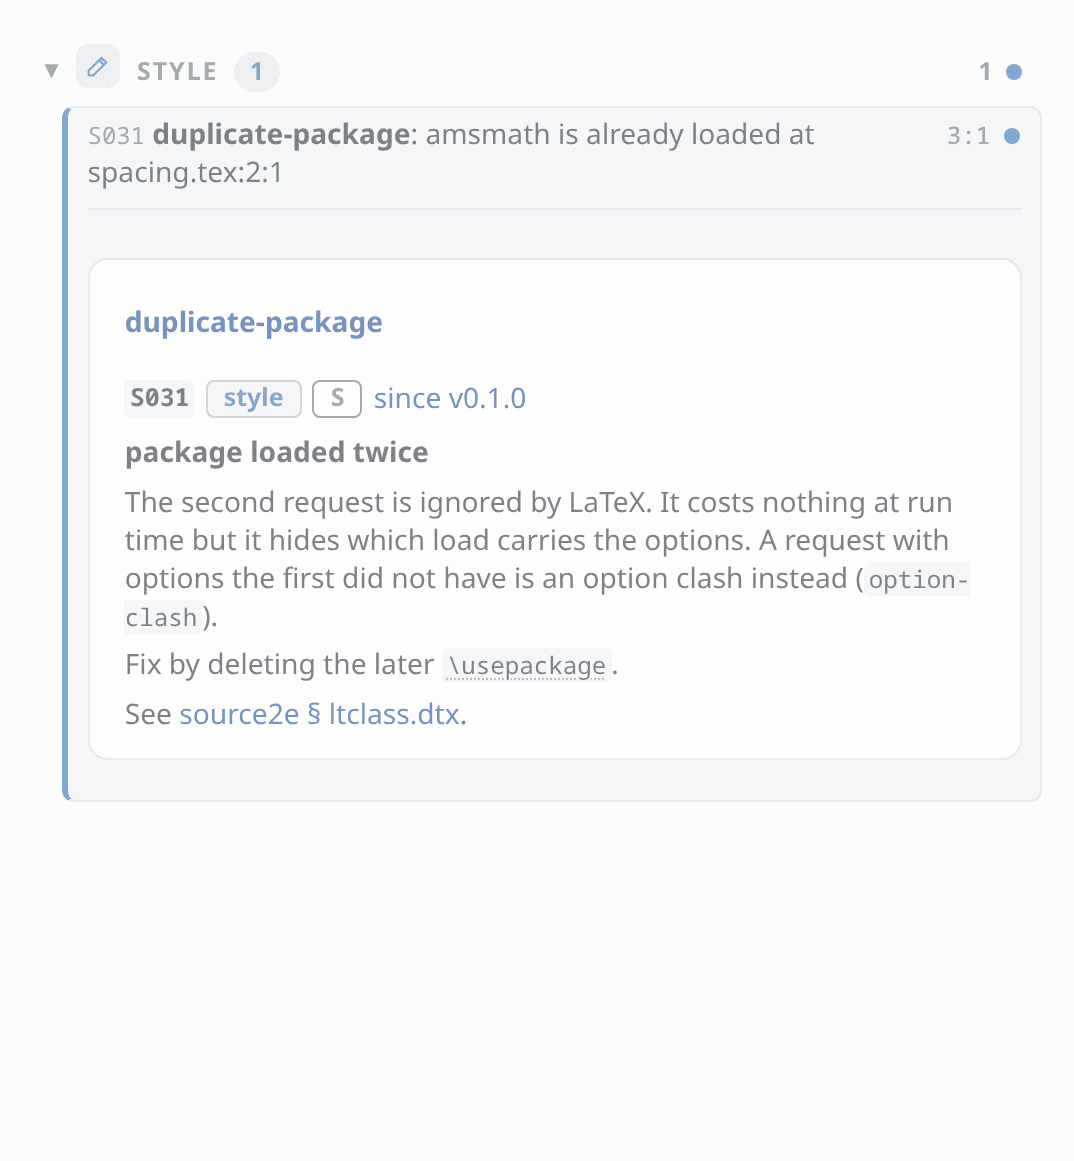 ▼ STYLE 1 1
S031 duplicate-package: amsmath is already loaded at 3:1
spacing.tex:2:1
duplicate-package
S031 style S since v0.1.0
package loaded twice
The second request is ignored by LaTeX. It costs nothing at run
time but it hides which load carries the options. A request with
options the first did not have is an option clash instead (option-
clash).
Fix by deleting the later \usepackage.
See source2e § ltclass.dtx.